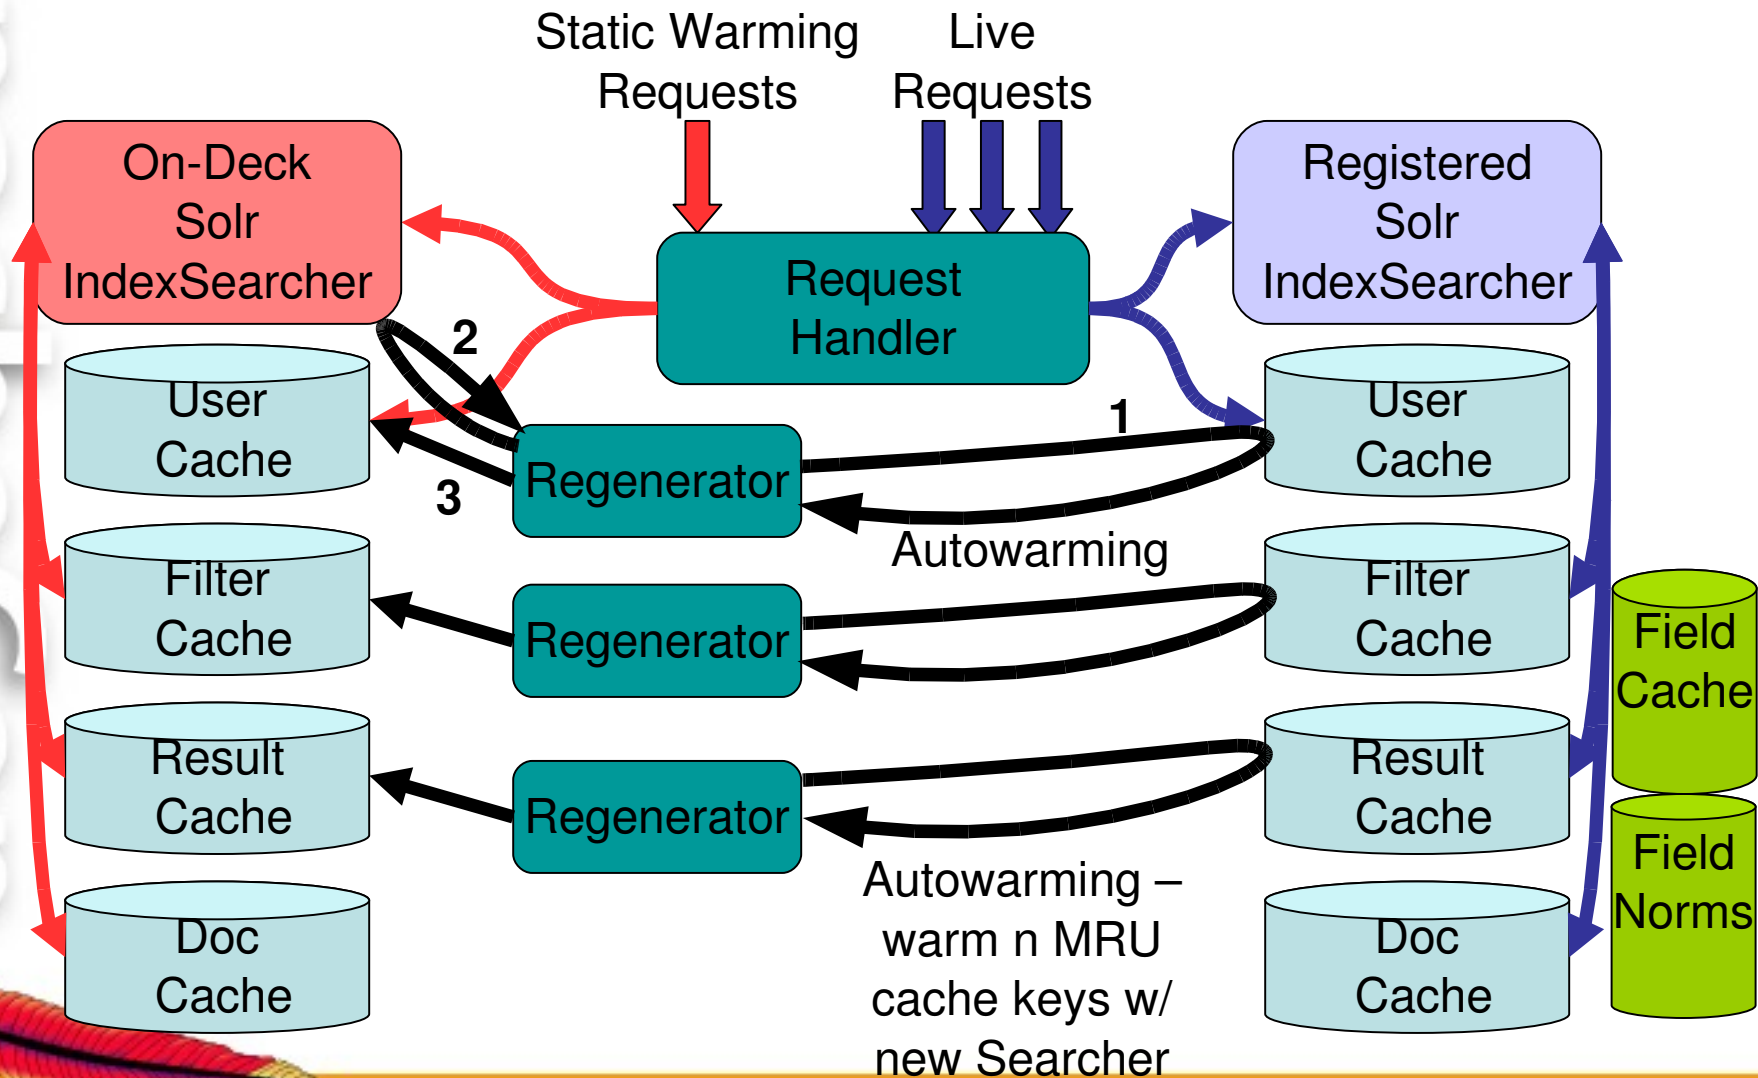 Static Warming
Requests
Live
Requests
On-Deck
Solr
IndexSearcher
Request
Handler
Registered
Solr
IndexSearcher
2
1
3
User
Cache
Regenerator
User
Cache
Autowarming
Filter
Cache
Regenerator
Filter
Cache
Field
Cache
Result
Cache
Regenerator
Result
Cache
Field
Norms
Autowarming –
warm n MRU
cache keys w/
new Searcher
Doc
Cache
Doc
Cache